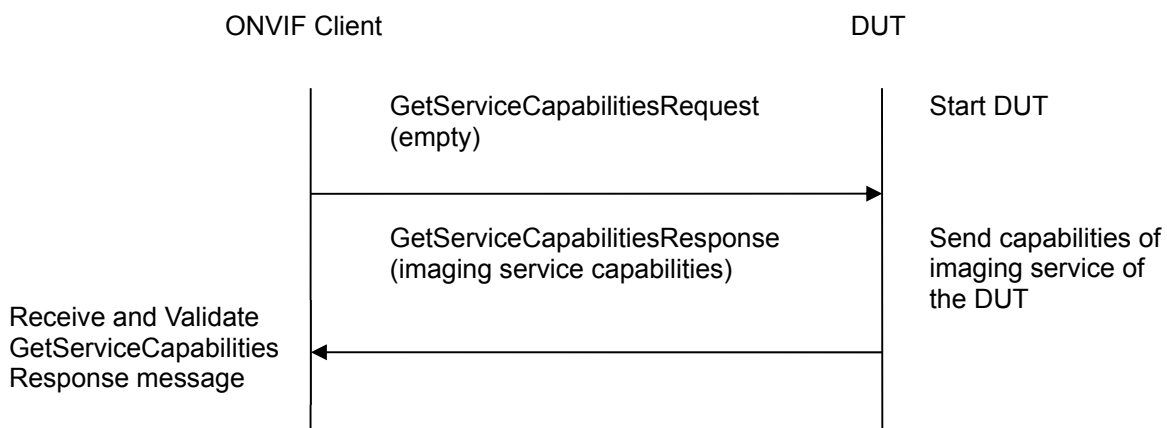 ONVIF Client
DUT
GetServiceCapabilitiesRequest
(empty)
Start DUT
GetServiceCapabilitiesResponse
(imaging service capabilities)
Send capabilities of
imaging service of
the DUT
Receive and Validate
GetServiceCapabilities
Response message